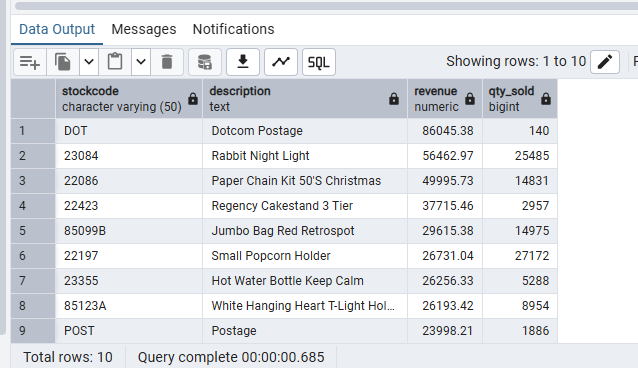 Data Output Messages Notifications
SQL Showing rows: 1 to 10
stockcode description revenue qty_sold
character varying (50) text numeric bigint
1 DOT Dotcom Postage 86045.38 140
2 23084 Rabbit Night Light 56462.97 25485
3 22086 Paper Chain Kit 50'S Christmas 49995.73 14831
4 22423 Regency Cakestand 3 Tier 37715.46 2957
5 85099B Jumbo Bag Red Retrospot 29615.38 14975
6 22197 Small Popcorn Holder 26731.04 27172
7 23355 Hot Water Bottle Keep Calm 26256.33 5288
8 85123A White Hanging Heart T-Light Hol... 26193.42 8954
9 POST Postage 23998.21 1886
Total rows: 10 Query complete 00:00:00.685